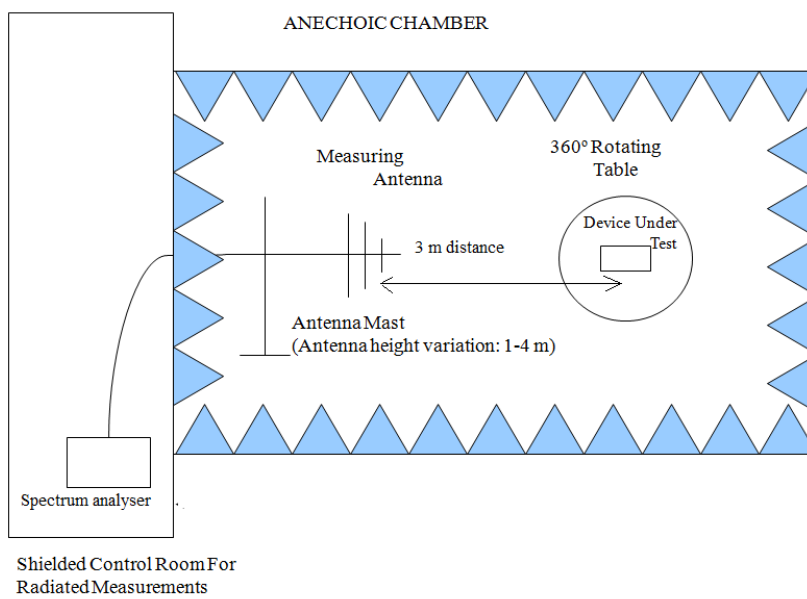 ANECHOIC CHAMBER
Measuring
Antenna
360° Rotating
Table
Device Under
Test
3 m distance
Antenna Mast
(Antenna height variation: 1-4 m)
Spectrum analyser
Shielded Control Room For
Radiated Measurements